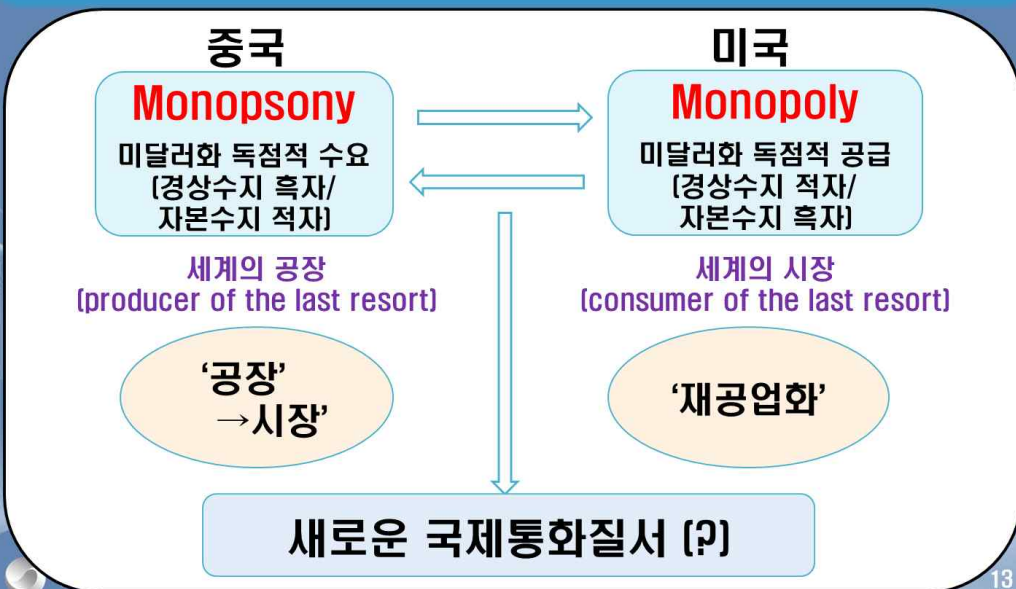 중국
Monopsony
미달러화 독점적 수요
(경상수지 흑자/
자본수지 적자)
세계의 공장
(producer of the last resort)
‘공장’
→시장’
미국
Monopoly
미달러화 독점적 공급
(경상수지 적자/
자본수지 흑자)
세계의 시장
(consumer of the last resort)
‘재공업화’
새로운 국제통화질서 (?)
13